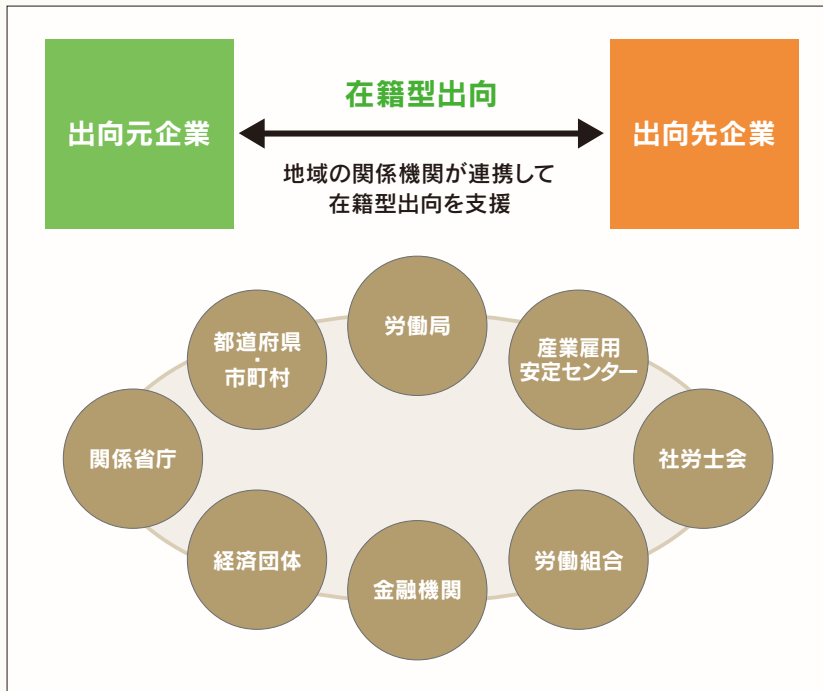 在籍型出向
出向元企業
出向先企業
地域の関係機関が連携して
在籍型出向を支援
労働局
都道府県
・
市町村
産業雇用
安定センター
関係省庁
社労士会
経済団体
労働組合
金融機関